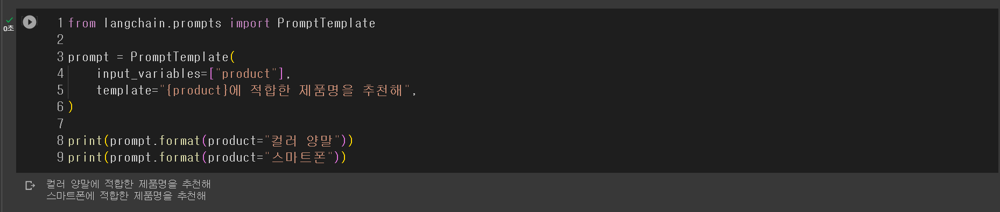 0초
1 from langchain.prompts import PromptTemplate
2
3 prompt = PromptTemplate(
4     input_variables=["product"],
5     template="{product}에 적합한 제품명을 추천해",
6 )
7
8 print(prompt.format(product="컬러 양말"))
9 print(prompt.format(product="스마트폰"))
컬러 양말에 적합한 제품명을 추천해
스마트폰에 적합한 제품명을 추천해